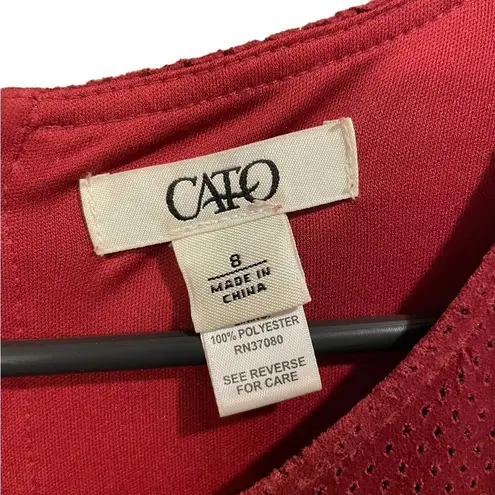 CATO
8
MADE IN
CHINA
100% POLYESTER
RN37080
SEE REVERSE
FOR CARE